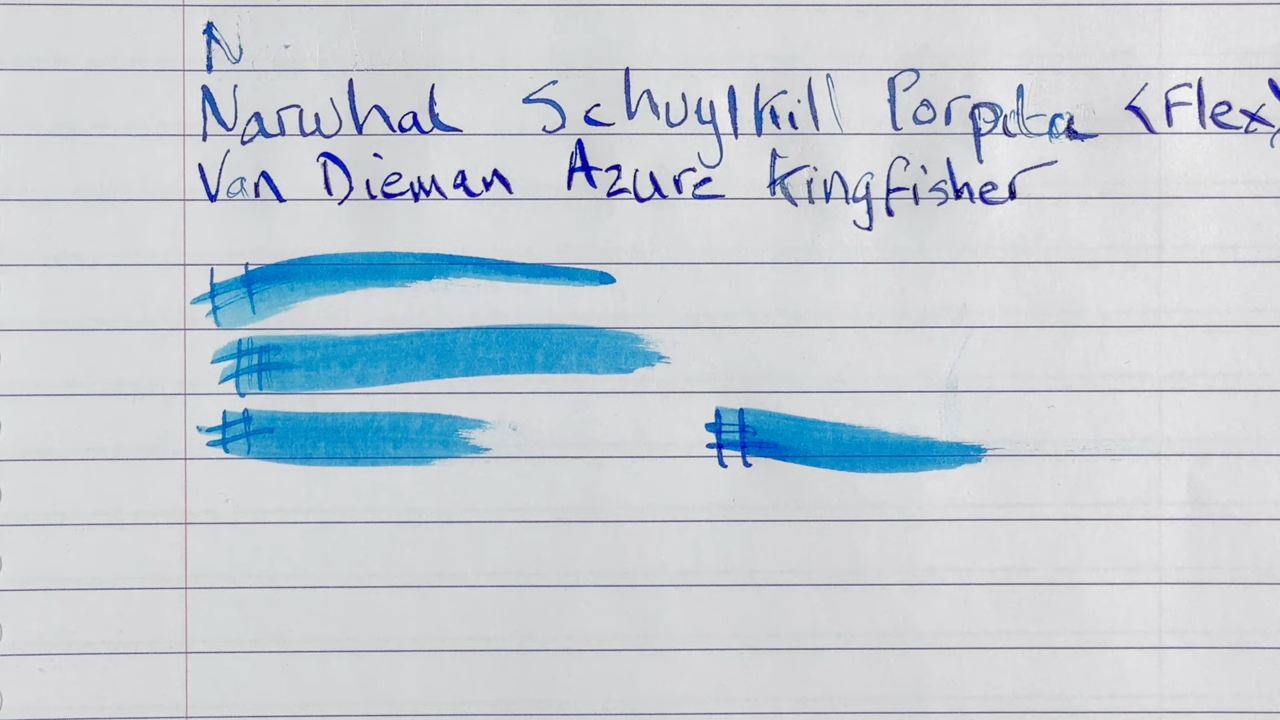 N
Narwhal Schuylkill Porpita <Flex>
Van Dieman Azure Kingfisher
# 
#
# #